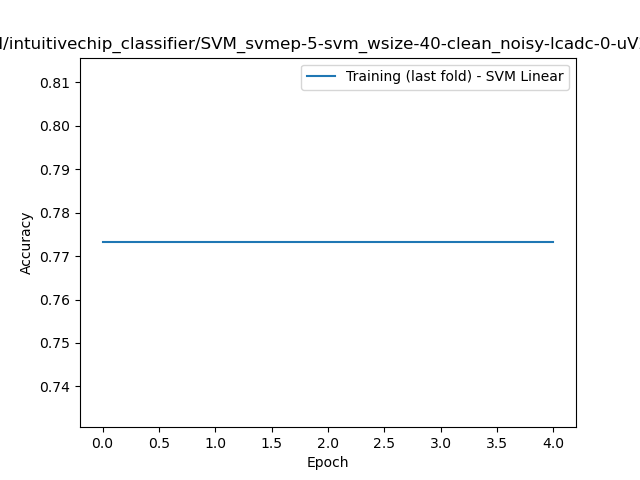 /intuitivechip_classifier/SVM_svmep-5-svm_wsize-40-clean_noisy-lcadc-0-uV
Training (last fold) - SVM Linear
0.81
0.80
0.79
0.78
0.77
0.76
0.75
0.74
Accuracy
0.0 0.5 1.0 1.5 2.0 2.5 3.0 3.5 4.0
Epoch